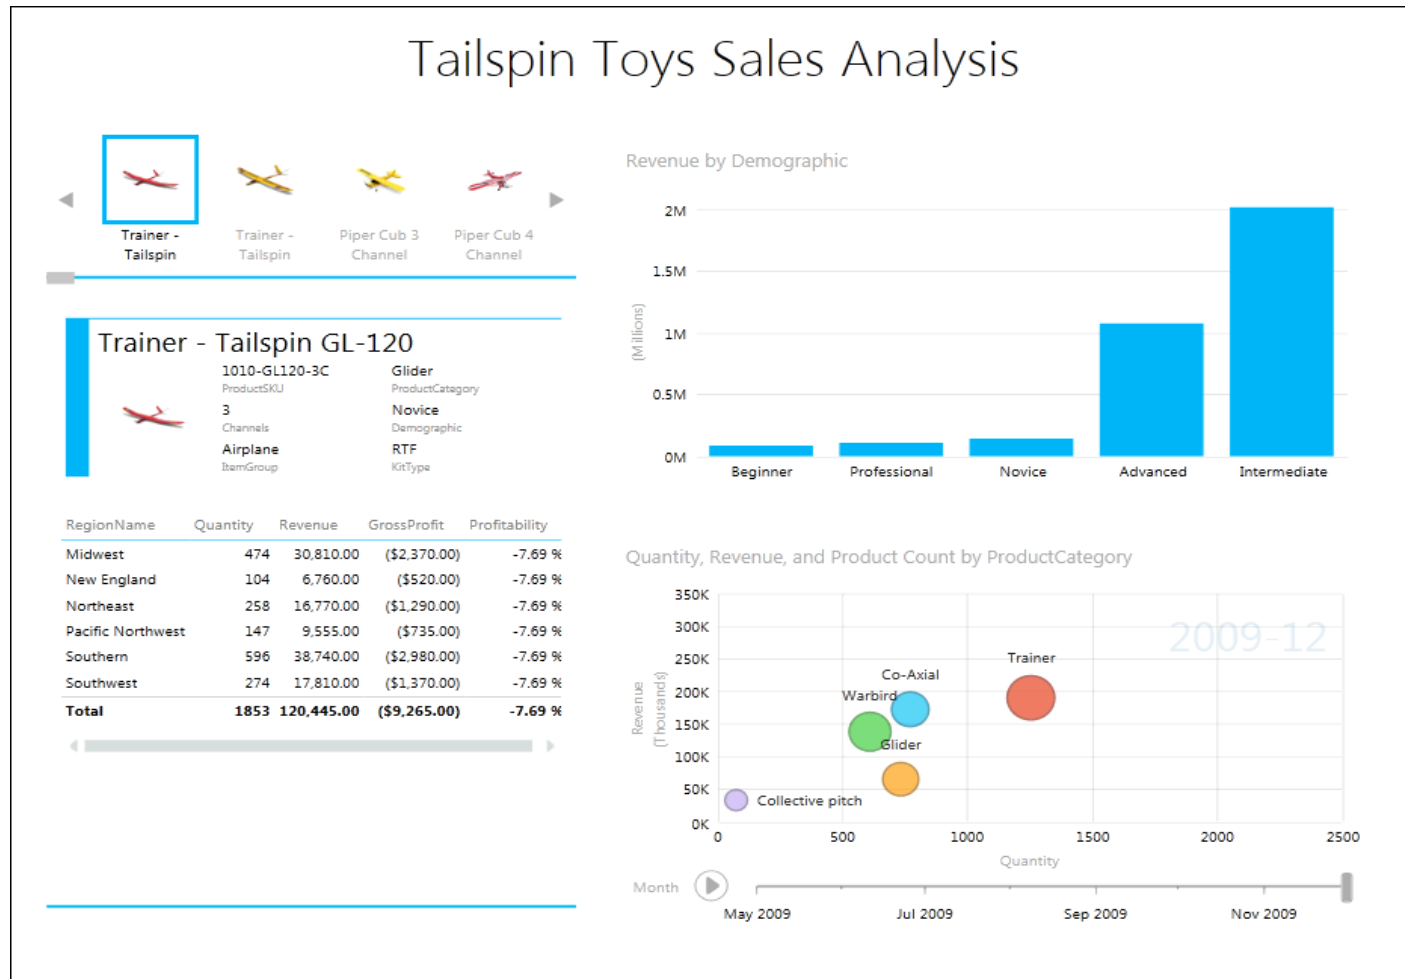 Tailspin Toys Sales Analysis
Trainer -
Tailspin
Trainer -
Tailspin
Piper Cub 3
Channel
Piper Cub 4
Channel
Trainer - Tailspin GL-120
1010-GL120-3C Glider
ProductSKU ProductCategory
3 Novice
Channels Demographic
Airplane RTF
ItemGroup KitType
RegionName Quantity Revenue GrossProfit Profitability
Midwest 474 30,810.00 ($2,370.00) -7.69 %
New England 104 6,760.00 ($520.00) -7.69 %
Northeast 258 16,770.00 ($1,290.00) -7.69 %
Pacific Northwest 147 9,555.00 ($735.00) -7.69 %
Southern 596 38,740.00 ($2,980.00) -7.69 %
Southwest 274 17,810.00 ($1,370.00) -7.69 %
Total 1853 120,445.00 ($9,265.00) -7.69 %
Revenue by Demographic
(Millions)
2M
1.5M
1M
0.5M
0M
Beginner Professional Novice Advanced Intermediate
Quantity, Revenue, and Product Count by ProductCategory
Revenue
(Thousands)
350K
300K
250K
200K
150K
100K
50K
0K
2009-12
Trainer
Co-Axial
Warbird
Glider
Collective pitch
0 500 1000 1500 2000 2500
Quantity
Month
May 2009 Jul 2009 Sep 2009 Nov 2009